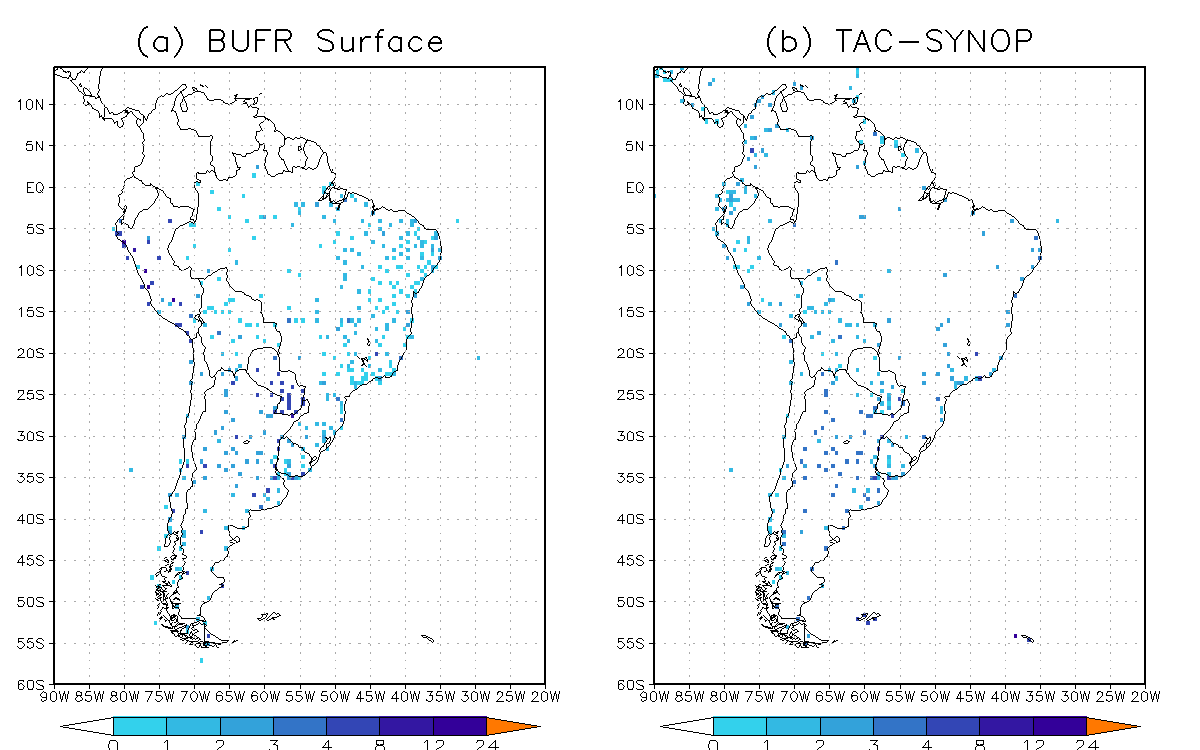 (a) BUFR Surface
(b) TAC-SYNOP
10N
5N
EQ
5S
10S
15S
20S
25S
30S
35S
40S
45S
50S
55S
60S
90W 85W 80W 75W 70W 65W 60W 55W 50W 45W 40W 35W 30W 25W 20W
0 1 2 3 4 8 12 24
10N
5N
EQ
5S
10S
15S
20S
25S
30S
35S
40S
45S
50S
55S
60S
90W 85W 80W 75W 70W 65W 60W 55W 50W 45W 40W 35W 30W 25W 20W
0 1 2 3 4 8 12 24